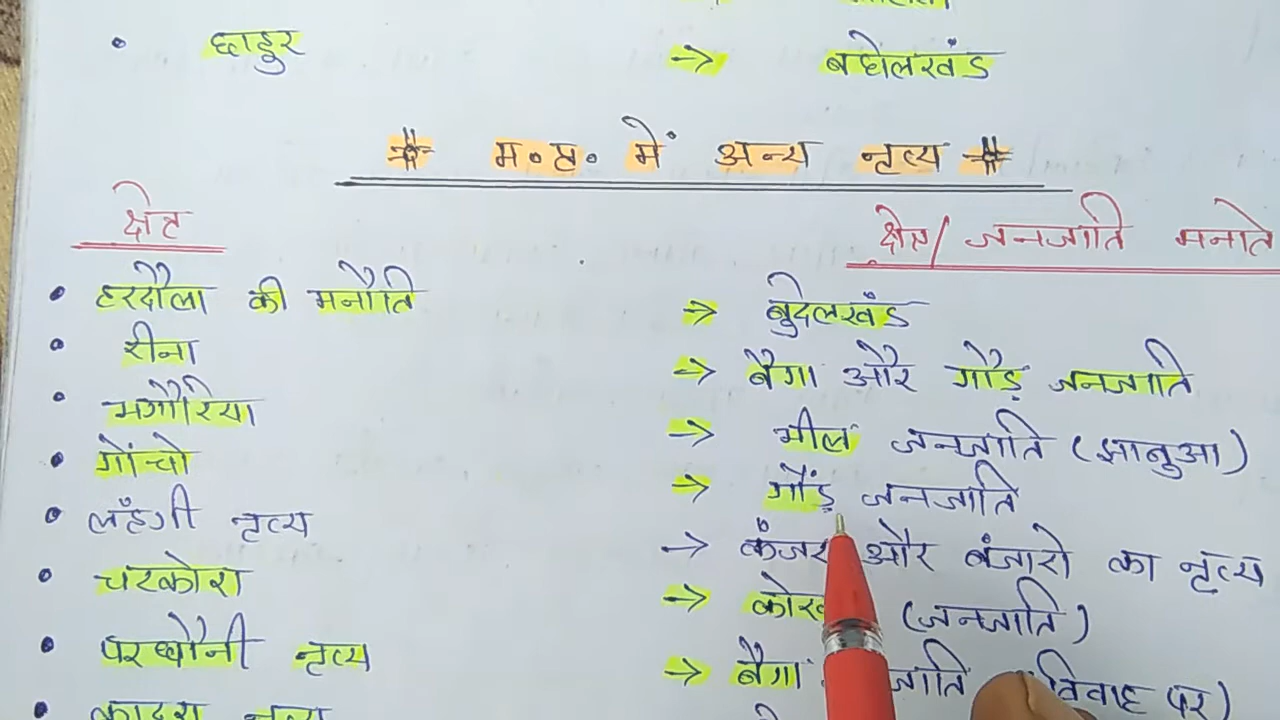 छाहुर → बघेलखंड
# म॰प्र॰ में अन्य नृत्य #
क्षेत्र क्षेत्र/जनजाति मनाते
• हरदौला की मनौति → बुदेलखंड
• रीना → बैगा और गौड़ जनजाति
• भगौरिया → भील जनजाति (झाबुआ)
• गोंचो → गौंड़ जनजाति
• लहँगी नृत्य → कंजर और बंजारो का नृत्य
• चटकोरा → (जनजाति)
• परधौनी नृत्य → बैगा विवाह पर)
नृत्य